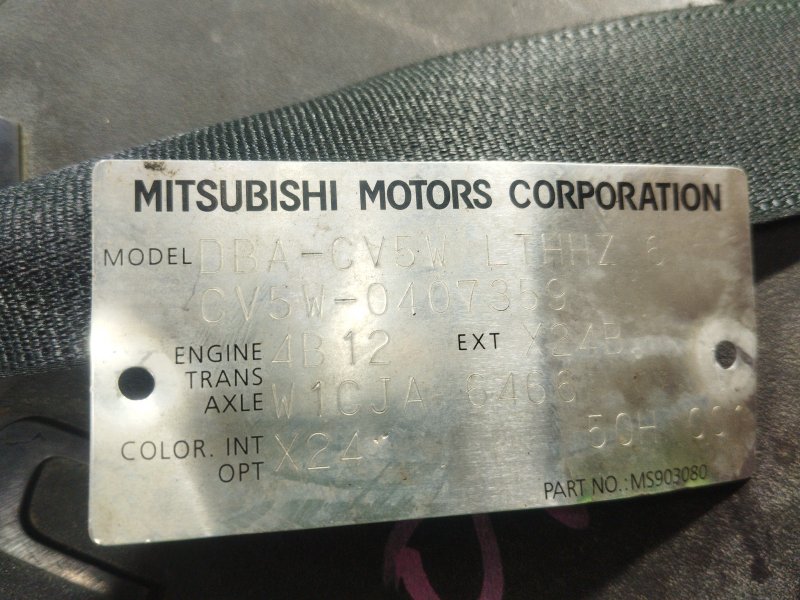 MITSUBISHI MOTORS CORPORATION
MODEL DBA-CV5W LTHHZ 6
CV5W-0407359
ENGINE 4B12 EXT X24B
TRANS
AXLE W1CJA 6466
COLOR. INT X24
OPT 50H
PART NO.: MS903080